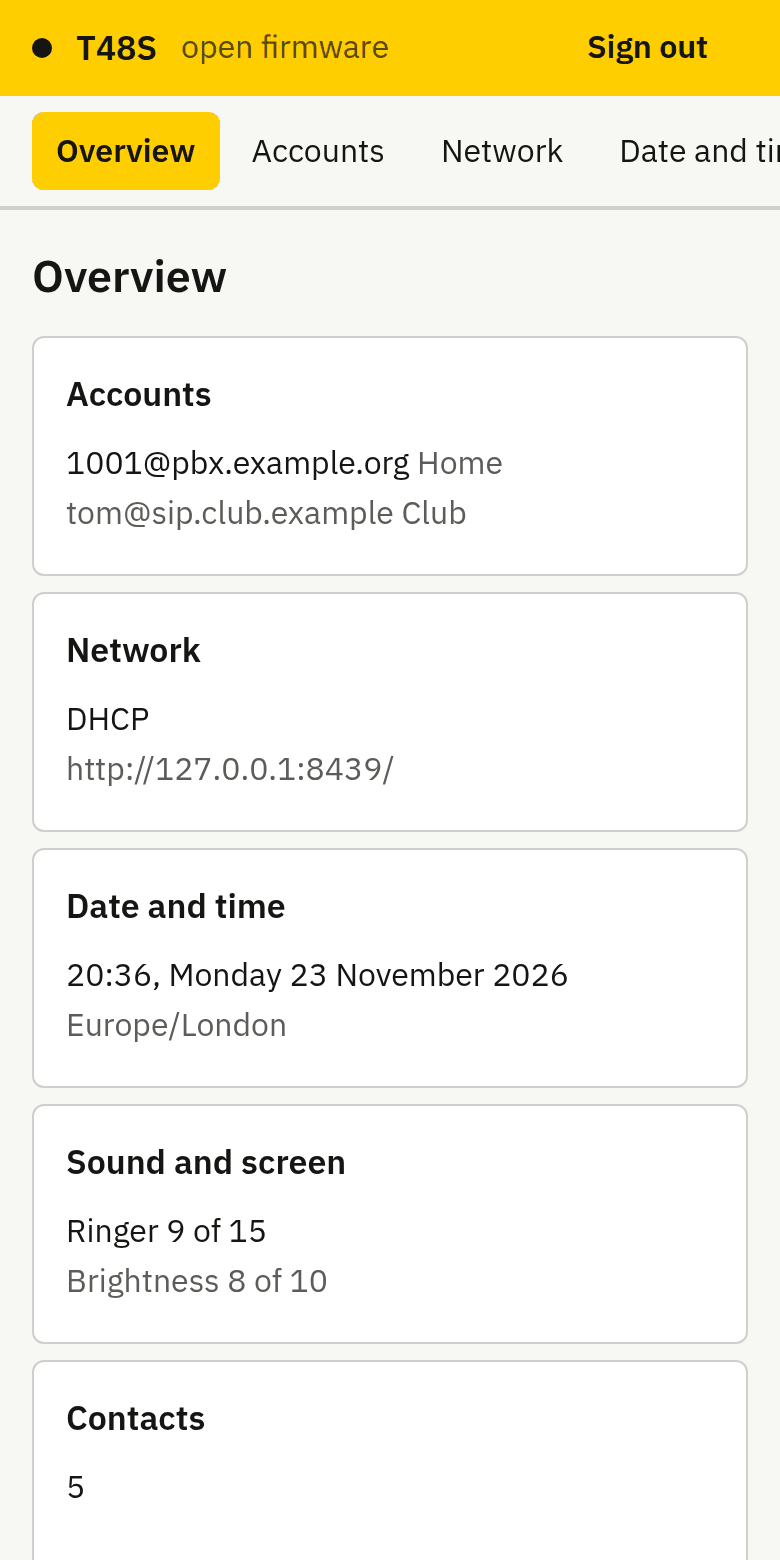 T48S open firmware Sign out
Overview Accounts Network Date and
Overview
Accounts
1001@pbx.example.org Home
tom@sip.club.example Club
Network
DHCP
http://127.0.0.1:8439/
Date and time
20:36, Monday 23 November 2026
Europe/London
Sound and screen
Ringer 9 of 15
Brightness 8 of 10
Contacts
5